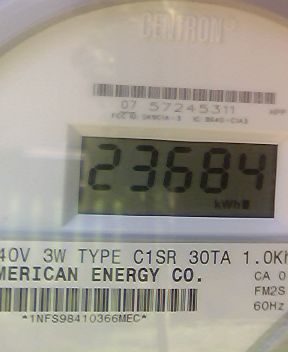 CENTRON
07 57245311
23684
kWh
40V 3W TYPE C1SR 30TA 1.0Kh
MERICAN ENERGY CO.
CA 0
FM2S
60Hz
*1NFS98410366MEC*